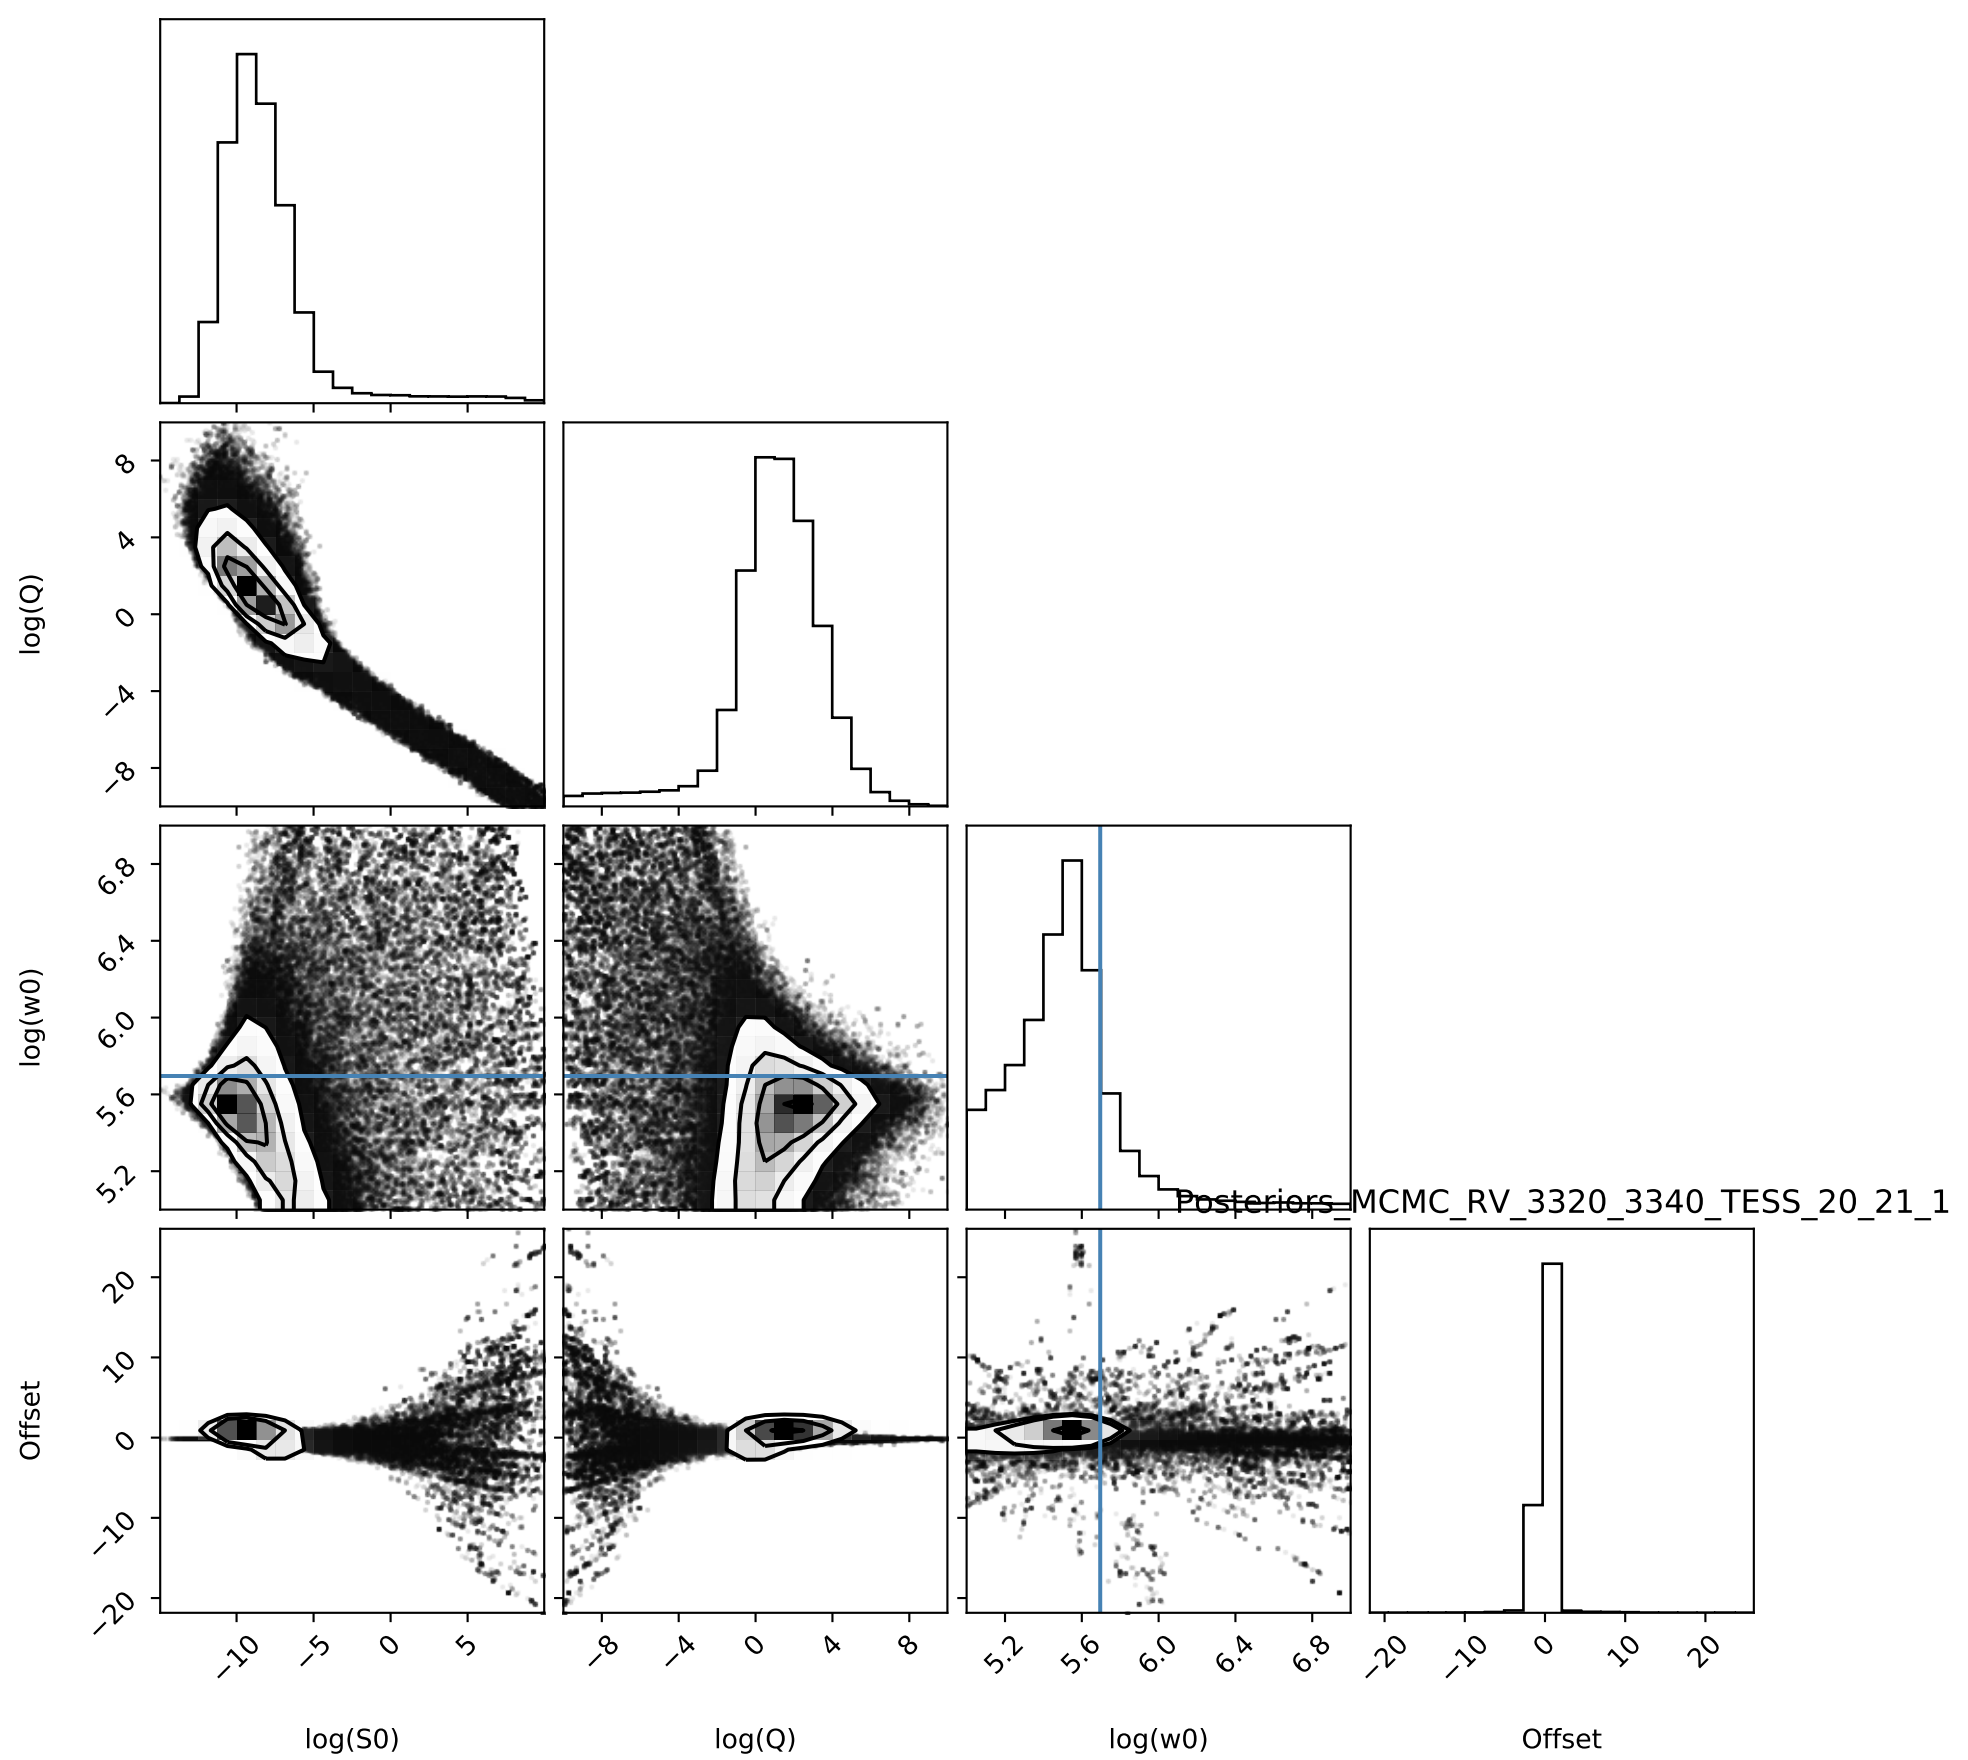 log(Q)
8
4
0
−4
−8
log(w0)
6.8
6.4
6.0
5.6
5.2
Posteriors_MCMC_RV_3320_3340_TESS_20_21_1
Offset
20
10
0
−10
−20
−10 −5 0 5
−8 −4 0 4 8
5.2 5.6 6.0 6.4 6.8
−20 −10 0 10 20
log(S0) log(Q) log(w0) Offset